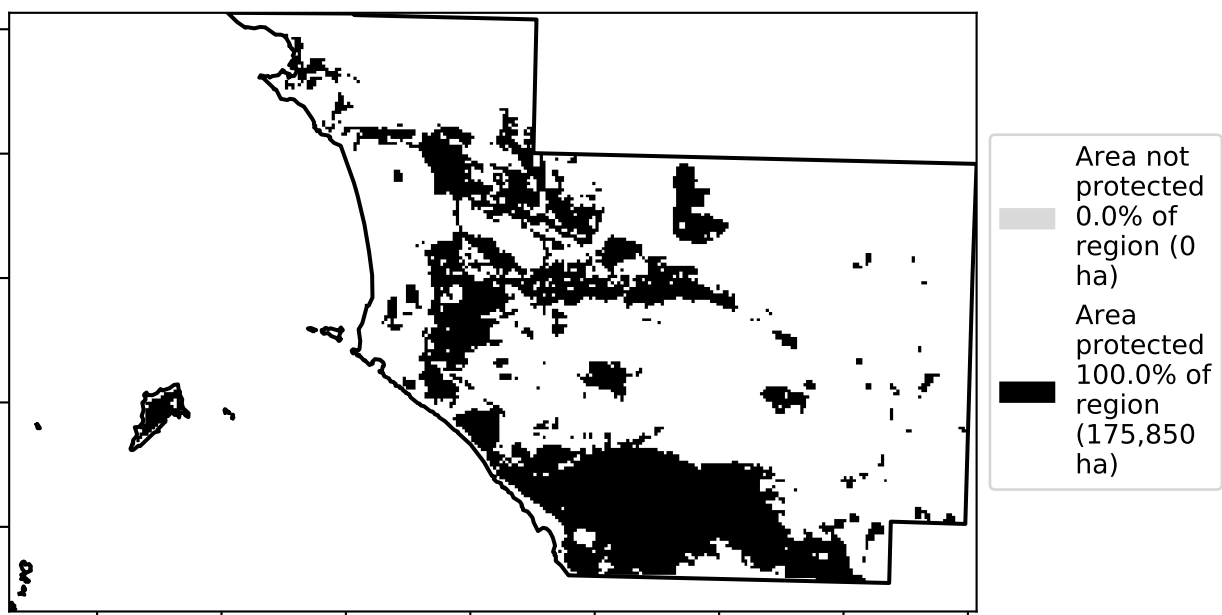 Area not
protected
0.0% of
region (0
ha)
Area
protected
100.0% of
region
(175,850
ha)